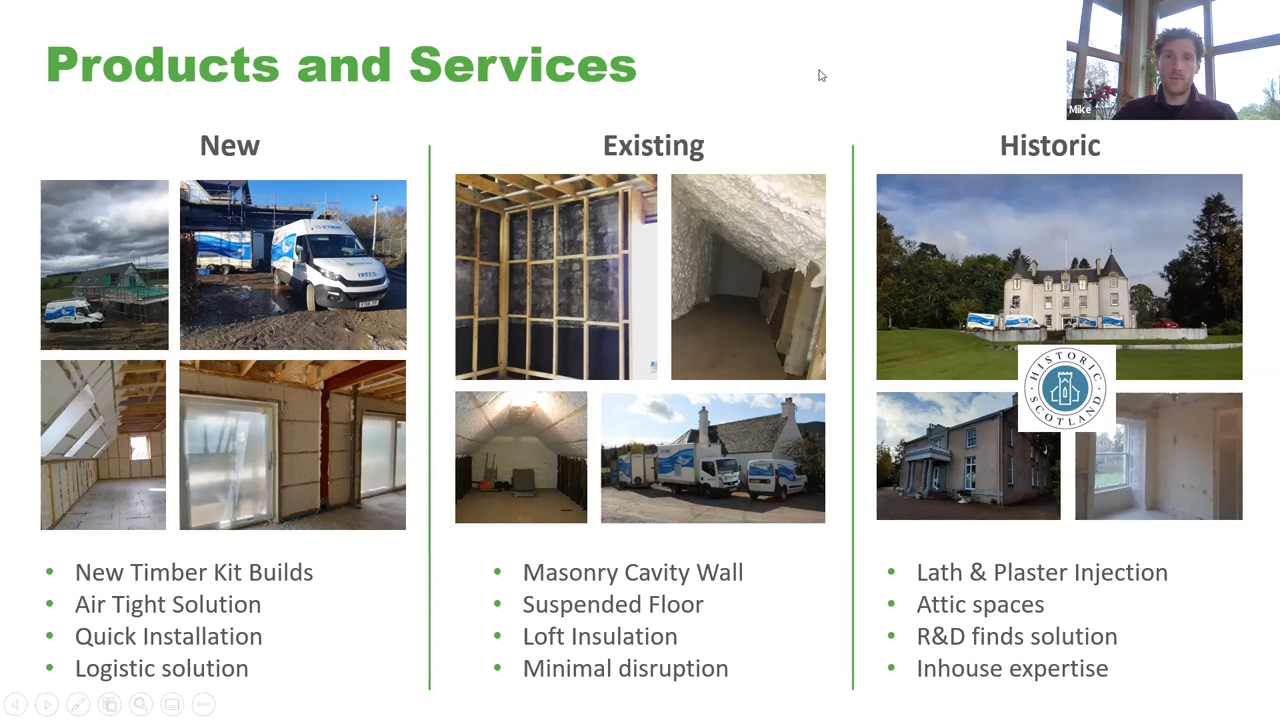 Products and Services
Mike
New
Existing
Historic
IVECO
HISTORIC SCOTLAND
New Timber Kit Builds
Air Tight Solution
Quick Installation
Logistic solution
Masonry Cavity Wall
Suspended Floor
Loft Insulation
Minimal disruption
Lath & Plaster Injection
Attic spaces
R&D finds solution
Inhouse expertise